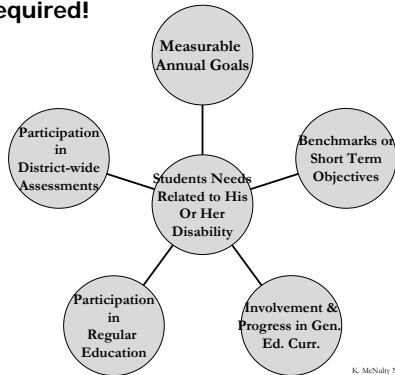 equired!
Measurable
Annual Goals
Participation
in
District-wide
Assessments
Students Needs
Related to His
Or Her
Disability
Benchmarks or
Short Term
Objectives
Participation
in
Regular
Education
Involvement &
Progress in Gen.
Ed. Curr.
K. McNulty